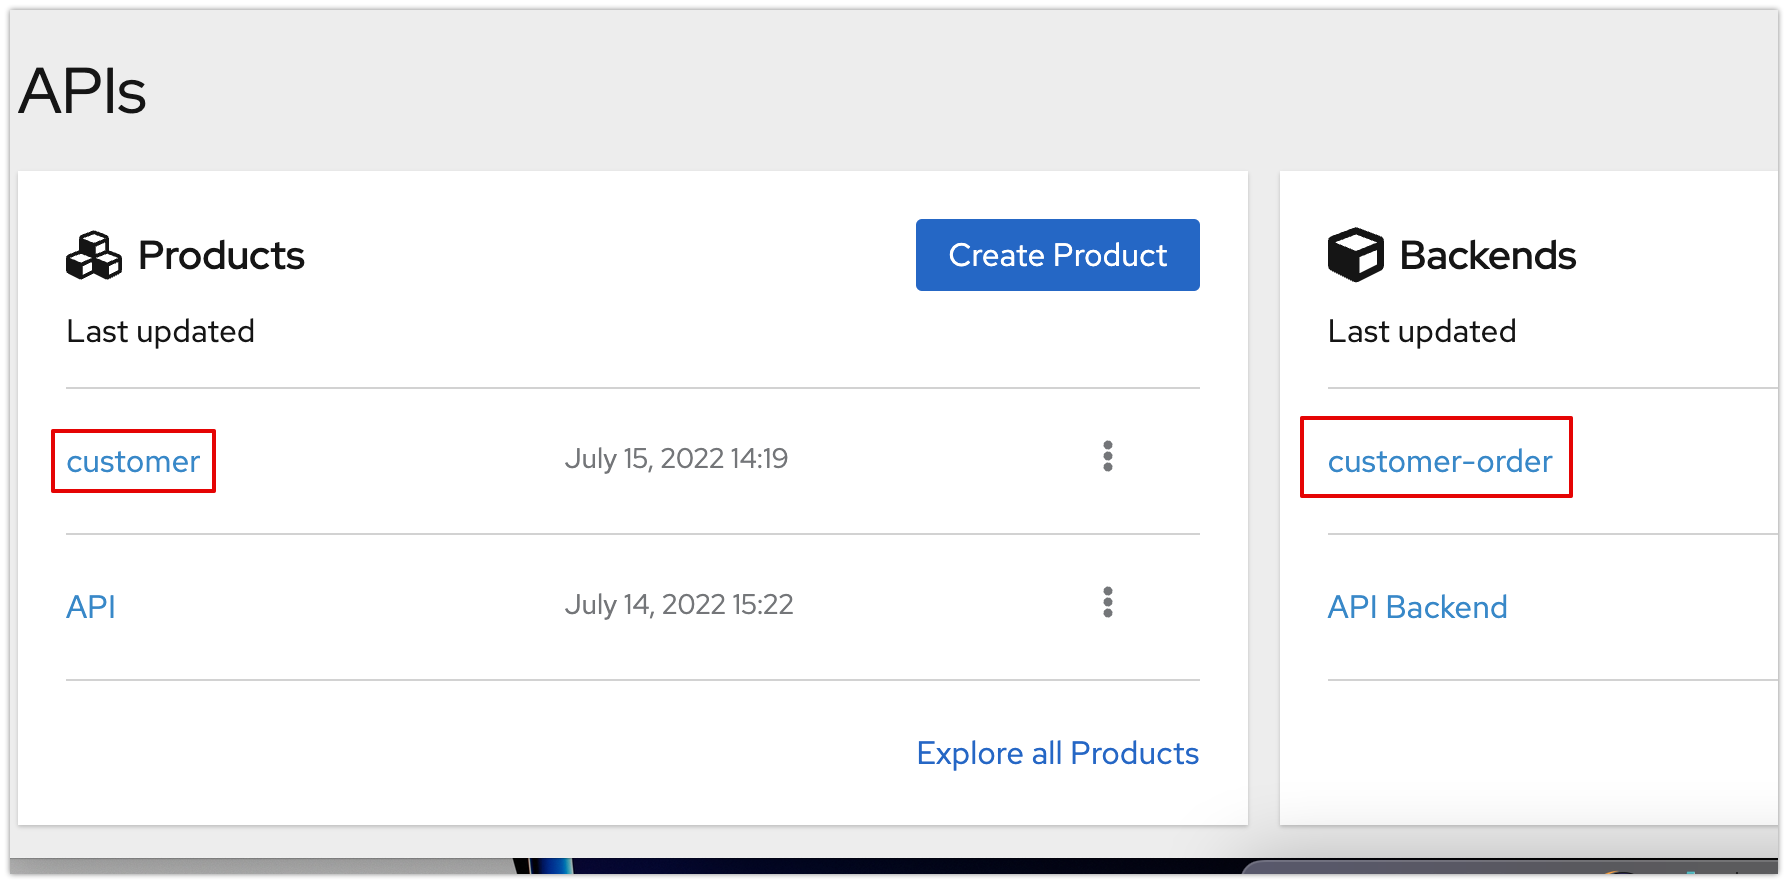 APIs
Products
Create Product
Last updated
customer
July 15, 2022 14:19
API
July 14, 2022 15:22
Explore all Products
Backends
Last updated
customer-order
API Backend